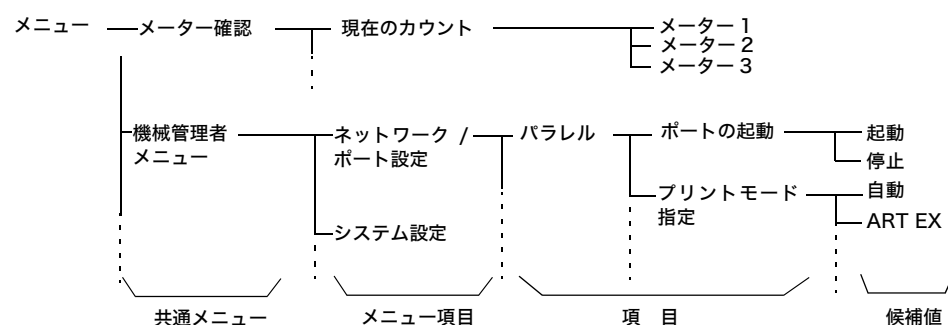 メニュー メーター確認 現在のカウント メーター 1
メーター 2
メーター 3
機械管理者
メニュー
ネットワーク /
ポート設定
パラレル ポートの起動 起動
停止
プリントモード
指定
自動
ART EX
システム設定
共通メニュー メニュー項目 項 目 候補値